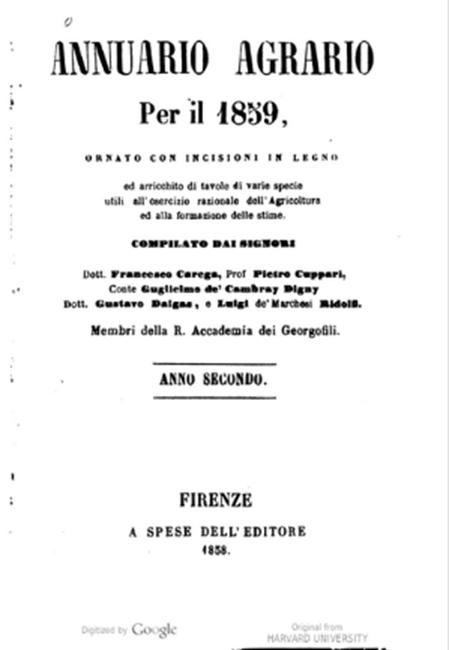 ANNUARIO AGRARIO
Per il 1859,
ORNATO CON INCISIONI IN LEGNO
ed arricchito di tavole di varie specie
utili all'esercizio razionale dell'Agricoltura
ed alla formazione delle stime.
COMPILATO DAI SIGNORI
Dott. Francesco Carega, Prof Pietro Cuppari,
Conte Guglielmo de' Cambray Digny
Dott. Gustavo Dalgas, e Luigi de' Marchesi Ridolfi.
Membri della R. Accademia dei Georgofili.
ANNO SECONDO.
FIRENZE
A SPESE DELL'EDITORE
1858.
Digitized by Google
Original from
HARVARD UNIVERSITY